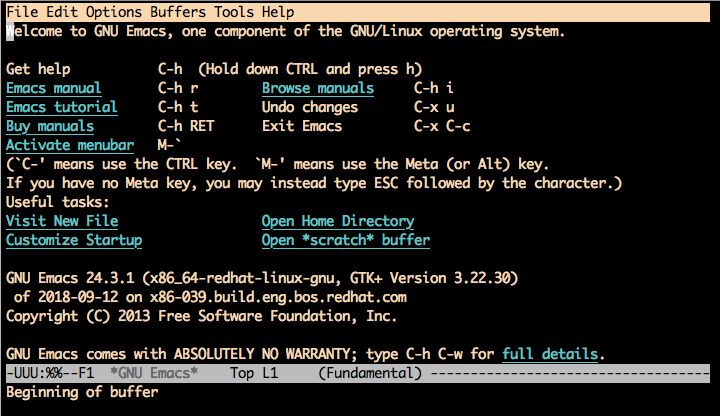 File Edit Options Buffers Tools Help
Welcome to GNU Emacs, one component of the GNU/Linux operating system.
Get help C-h (Hold down CTRL and press h)
Emacs manual C-h r Browse manuals C-h i
Emacs tutorial C-h t Undo changes C-x u
Buy manuals C-h RET Exit Emacs C-x C-c
Activate menubar M-`
(`C-' means use the CTRL key. `M-' means use the Meta (or Alt) key.
If you have no Meta key, you may instead type ESC followed by the character.)
Useful tasks:
Visit New File Open Home Directory
Customize Startup Open *scratch* buffer
GNU Emacs 24.3.1 (x86_64-redhat-linux-gnu, GTK+ Version 3.22.30)
of 2018-09-12 on x86-039.build.eng.bos.redhat.com
Copyright (C) 2013 Free Software Foundation, Inc.
GNU Emacs comes with ABSOLUTELY NO WARRANTY; type C-h C-w for full details.
-UUU:%%--F1 *GNU Emacs* Top L1 (Fundamental) -----------------------------------
Beginning of buffer